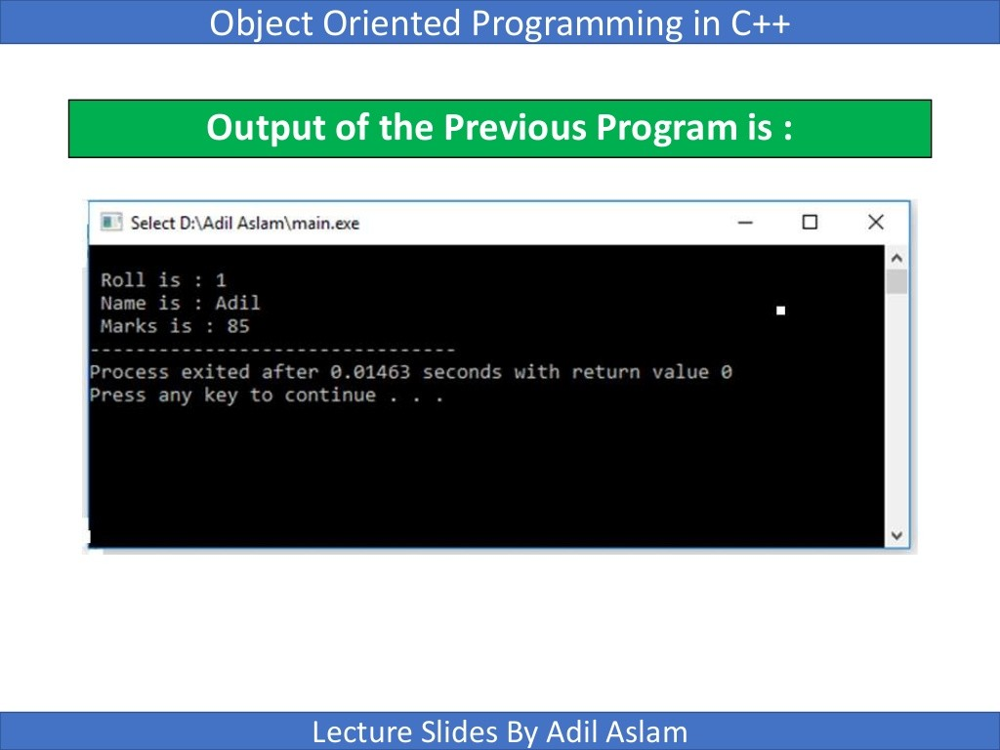 Object Oriented Programming in C++
Output of the Previous Program is :
Select D:\Adil Aslam\main.exe
Roll is : 1
Name is : Adil
Marks is : 85
--------------------------------
Process exited after 0.01463 seconds with return value 0
Press any key to continue . . .
Lecture Slides By Adil Aslam